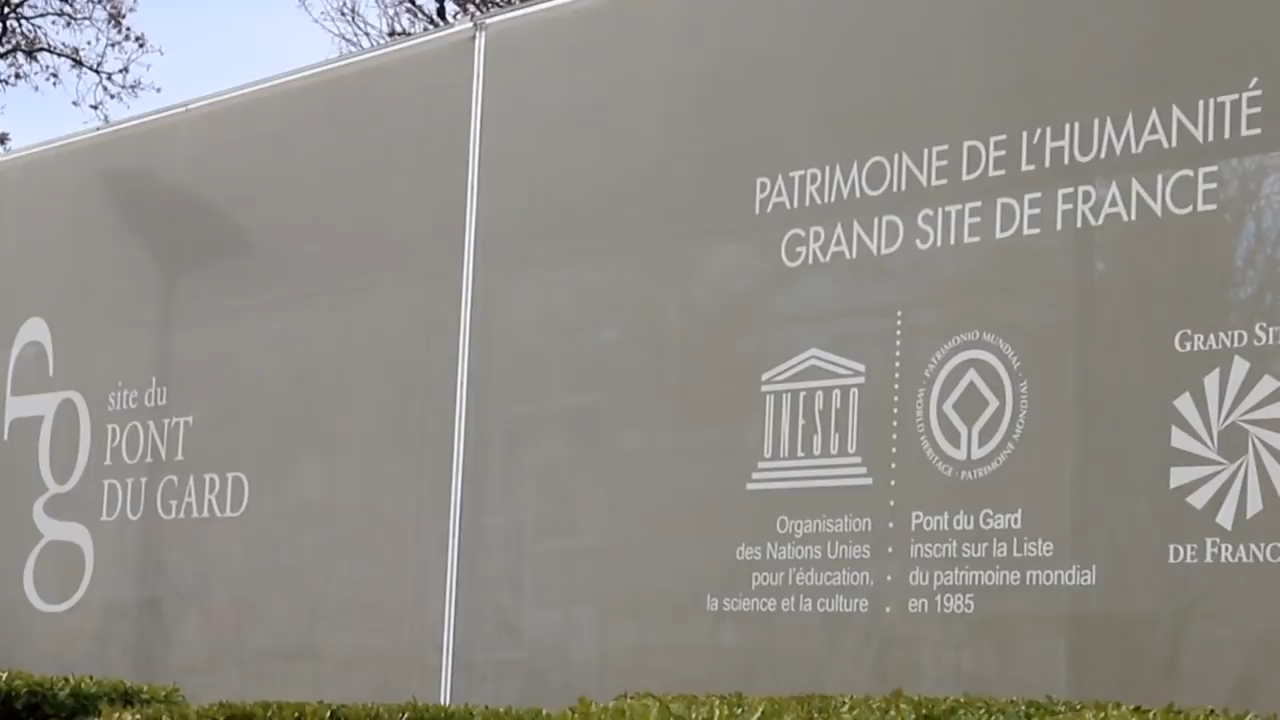 site du
PONT
DU GARD
PATRIMOINE DE L'HUMANITÉ
GRAND SITE DE FRANCE
UNESCO
PATRIMONIO MUNDIAL · WORLD HERITAGE · PATRIMOINE MONDIAL ·
Organisation
des Nations Unies
pour l'éducation,
la science et la culture
Pont du Gard
inscrit sur la Liste
du patrimoine mondial
en 1985
GRAND SI
DE FRANC